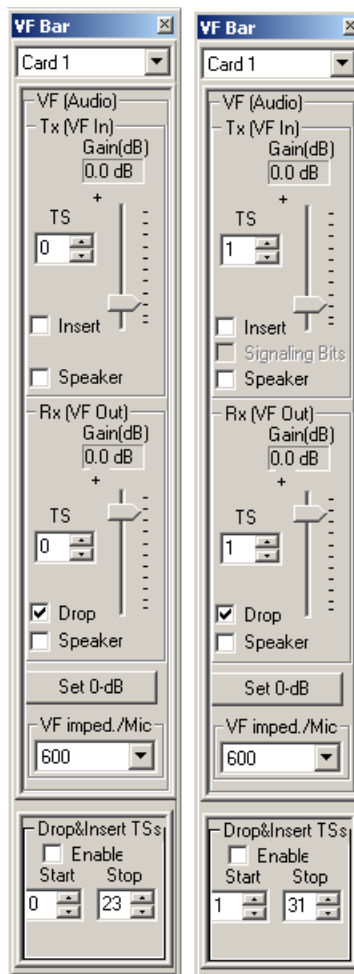 VF Bar
Card 1
VF (Audio)
Tx (VF In)
Gain(dB)
0.0 dB
+
TS
0
Insert
Speaker
Rx (VF Out)
Gain(dB)
0.0 dB
+
TS
0
Drop
Speaker
Set 0-dB
VF imped./Mic
600
Drop&Insert TSs
Enable
Start Stop
0 23
VF Bar
Card 1
VF (Audio)
Tx (VF In)
Gain(dB)
0.0 dB
+
TS
1
Insert
Signaling Bits
Speaker
Rx (VF Out)
Gain(dB)
0.0 dB
+
TS
1
Drop
Speaker
Set 0-dB
VF imped./Mic
600
Drop&Insert TSs
Enable
Start Stop
1 31